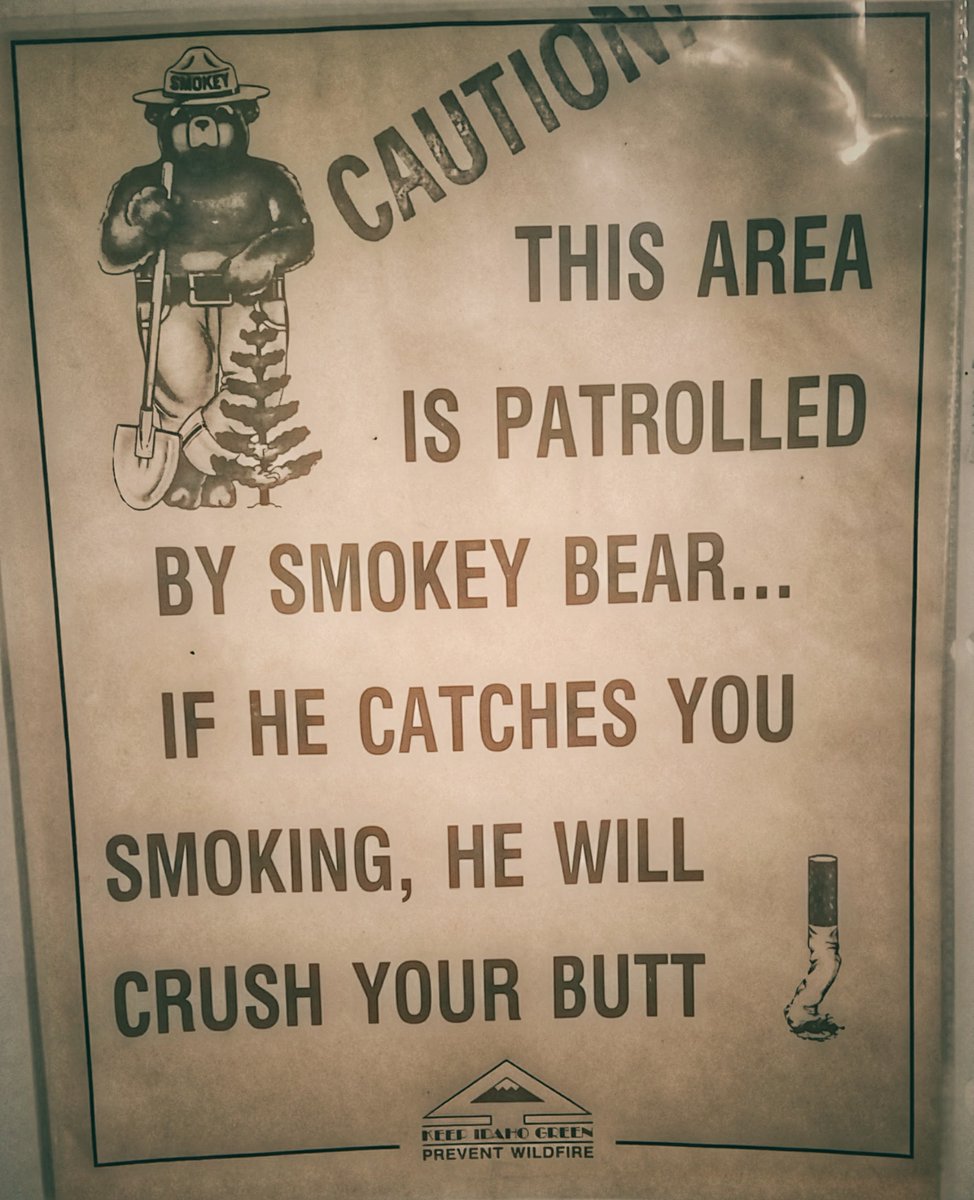 SMOKEY
CAUTION!
THIS AREA
IS PATROLLED
BY SMOKEY BEAR...
IF HE CATCHES YOU
SMOKING, HE WILL
CRUSH YOUR BUTT
KEEP IDAHO GREEN
PREVENT WILDFIRE